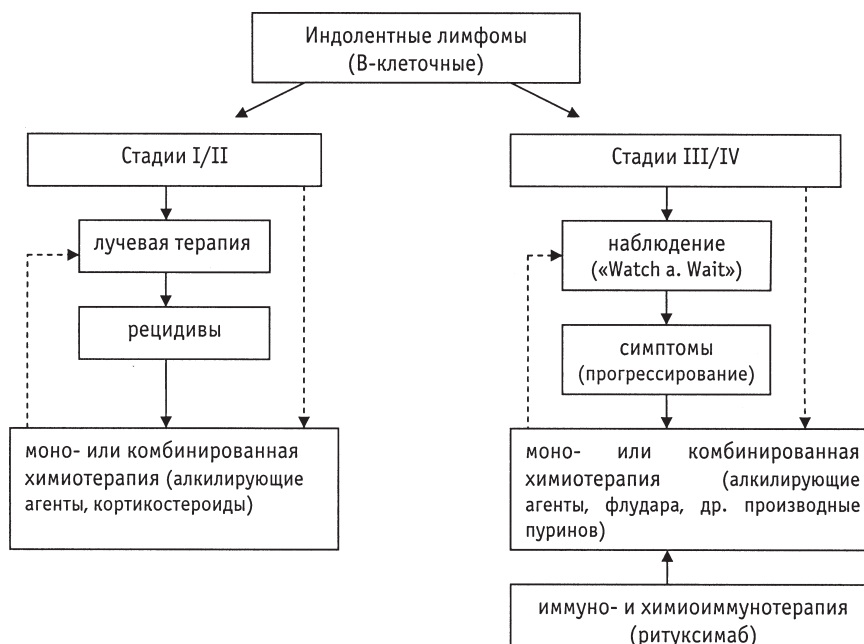 Индолентные лимфомы
(В-клеточные)
Стадии I/II
лучевая терапия
рецидивы
моно- или комбинированная
химиотерапия (алкилирующие
агенты, кортикостероиды)
Стадии III/IV
наблюдение
(«Watch a. Wait»)
симптомы
(прогрессирование)
моно- или комбинированная
химиотерапия (алкилирующие
агенты, флудара, др. производные
пуринов)
иммуно- и химиоиммунотерапия
(ритуксимаб)